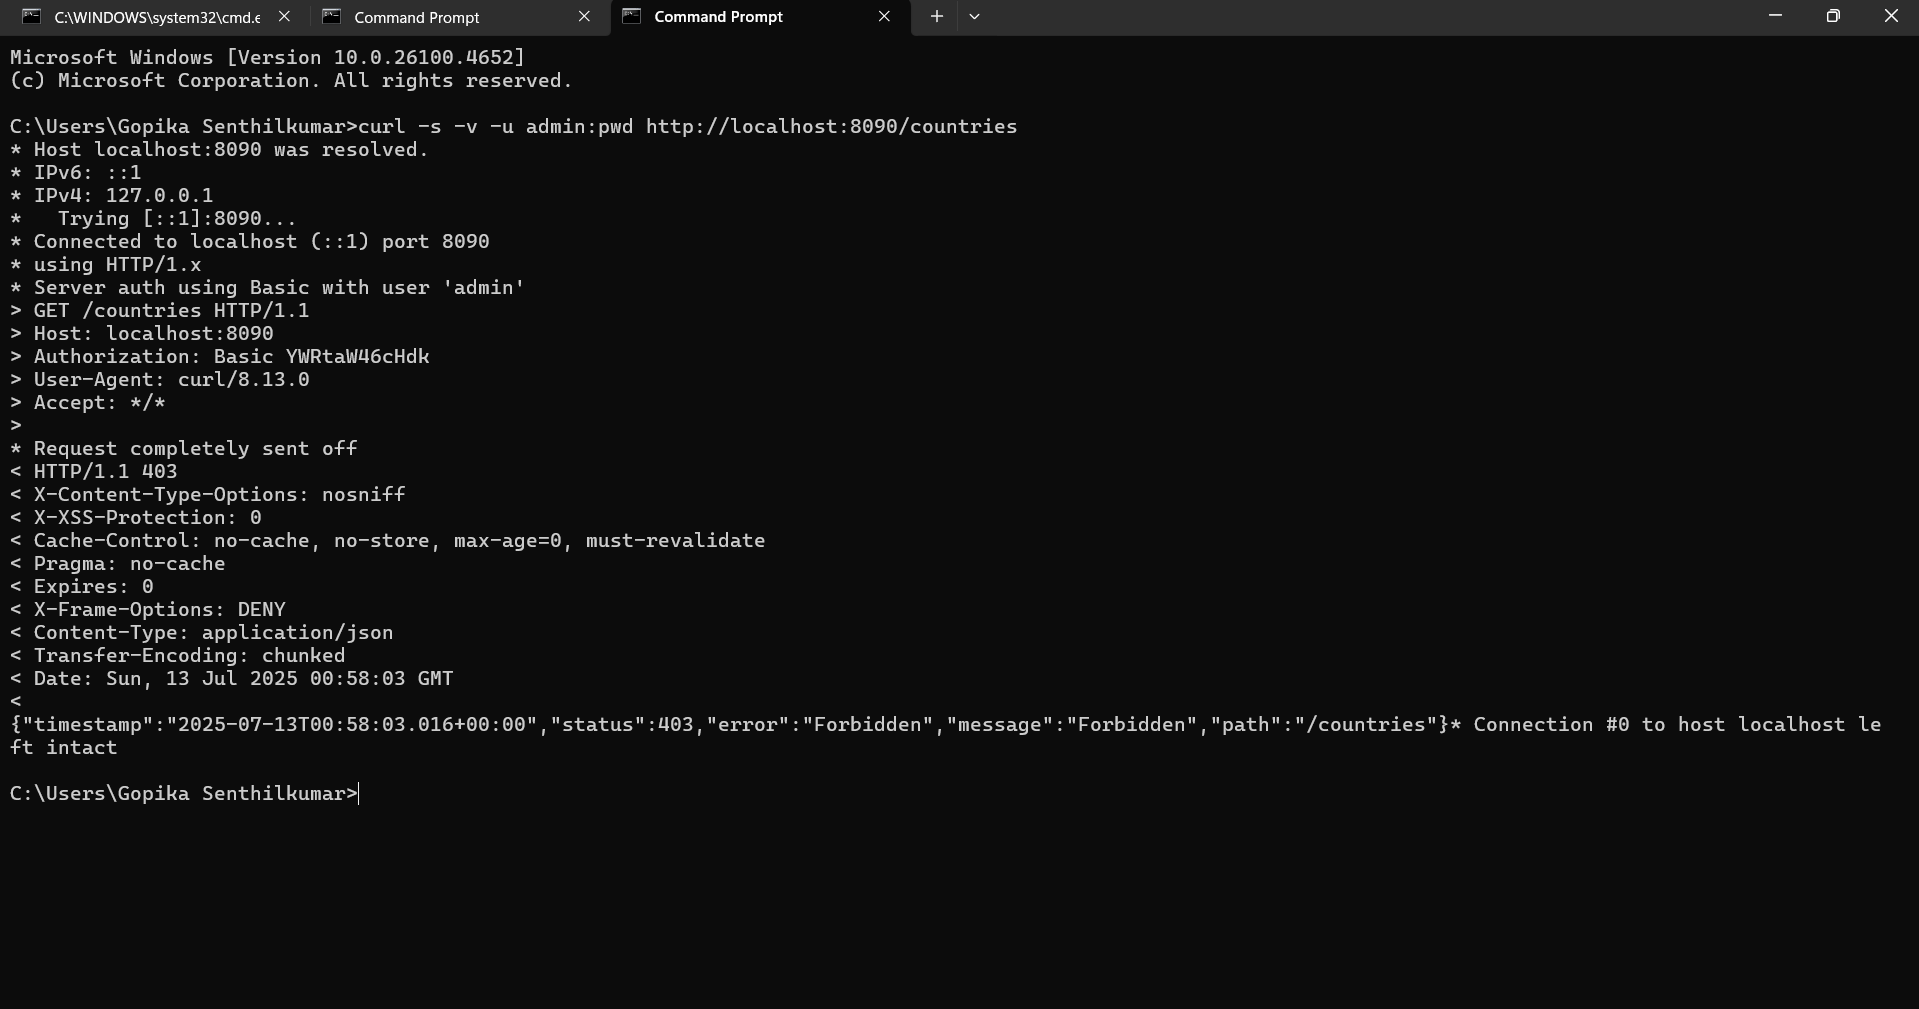 C:\WINDOWS\system32\cmd.e
Command Prompt
Command Prompt
Microsoft Windows [Version 10.0.26100.4652]
(c) Microsoft Corporation. All rights reserved.
C:\Users\Gopika Senthilkumar>curl -s -v -u admin:pwd http://localhost:8090/countries
* Host localhost:8090 was resolved.
* IPv6: ::1
* IPv4: 127.0.0.1
*   Trying [::1]:8090...
* Connected to localhost (::1) port 8090
* using HTTP/1.x
* Server auth using Basic with user 'admin'
> GET /countries HTTP/1.1
> Host: localhost:8090
> Authorization: Basic YWRtaW46cHdk
> User-Agent: curl/8.13.0
> Accept: */*
>
* Request completely sent off
< HTTP/1.1 403
< X-Content-Type-Options: nosniff
< X-XSS-Protection: 0
< Cache-Control: no-cache, no-store, max-age=0, must-revalidate
< Pragma: no-cache
< Expires: 0
< X-Frame-Options: DENY
< Content-Type: application/json
< Transfer-Encoding: chunked
< Date: Sun, 13 Jul 2025 00:58:03 GMT
<
{"timestamp":"2025-07-13T00:58:03.016+00:00","status":403,"error":"Forbidden","message":"Forbidden","path":"/countries"}* Connection #0 to host localhost le
ft intact
C:\Users\Gopika Senthilkumar>